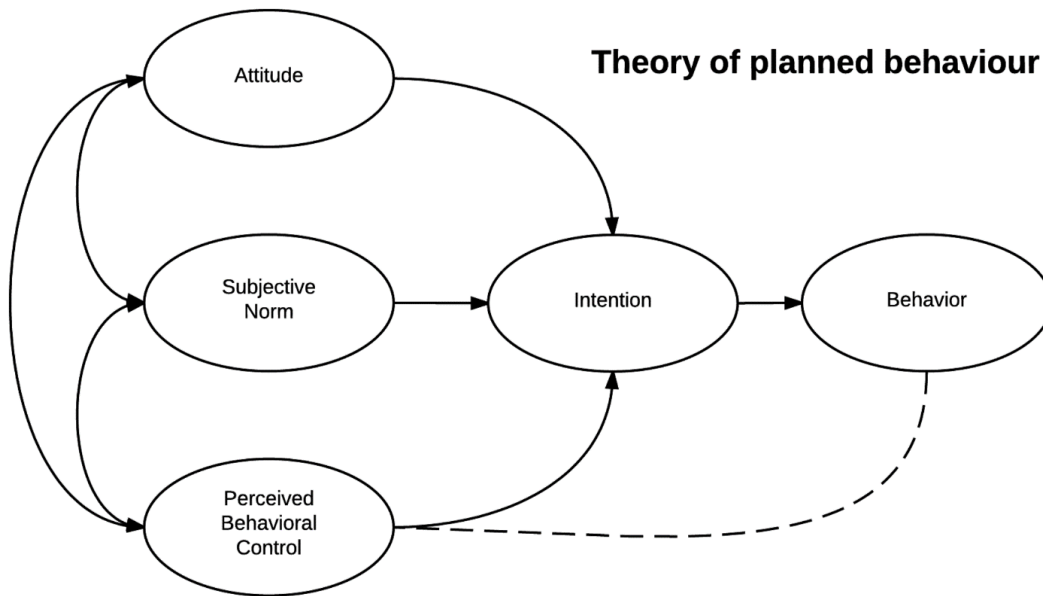 Theory of planned behaviour
Attitude
Subjective
Norm
Intention
Behavior
Perceived
Behavioral
Control